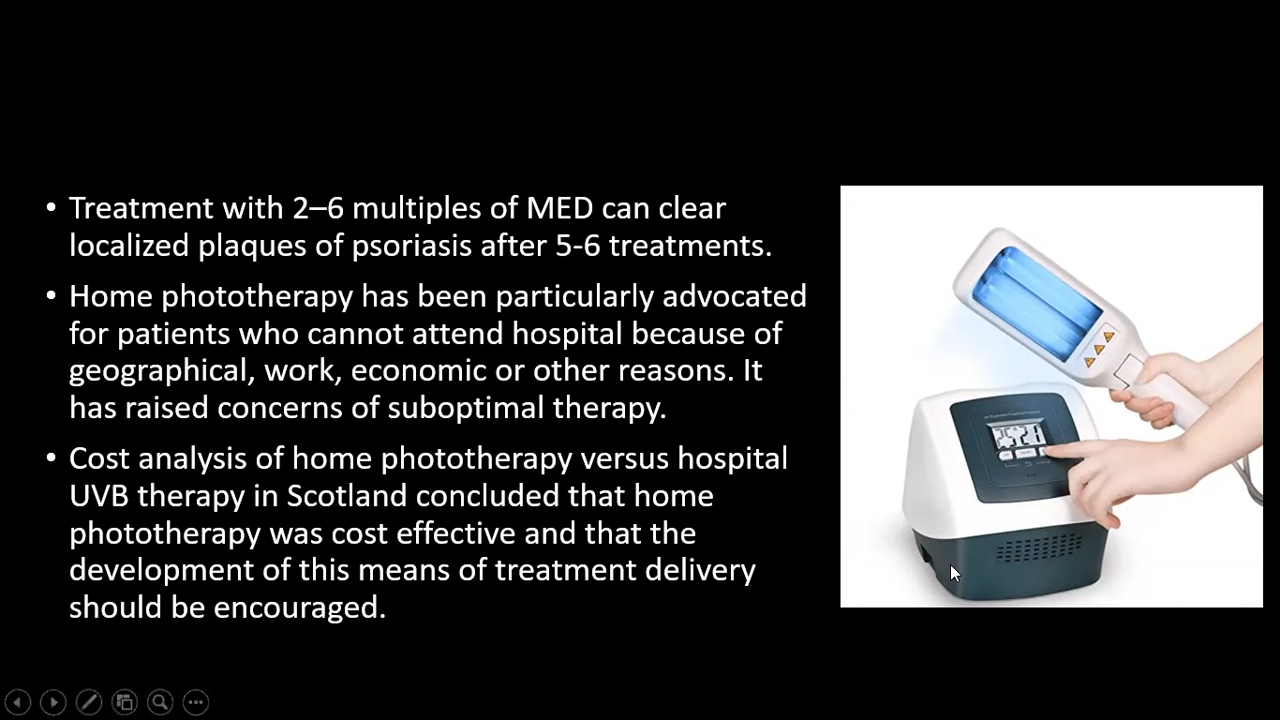 • Treatment with 2–6 multiples of MED can clear
localized plaques of psoriasis after 5-6 treatments.
• Home phototherapy has been particularly advocated
for patients who cannot attend hospital because of
geographical, work, economic or other reasons. It
has raised concerns of suboptimal therapy.
• Cost analysis of home phototherapy versus hospital
UVB therapy in Scotland concluded that home
phototherapy was cost effective and that the
development of this means of treatment delivery
should be encouraged.